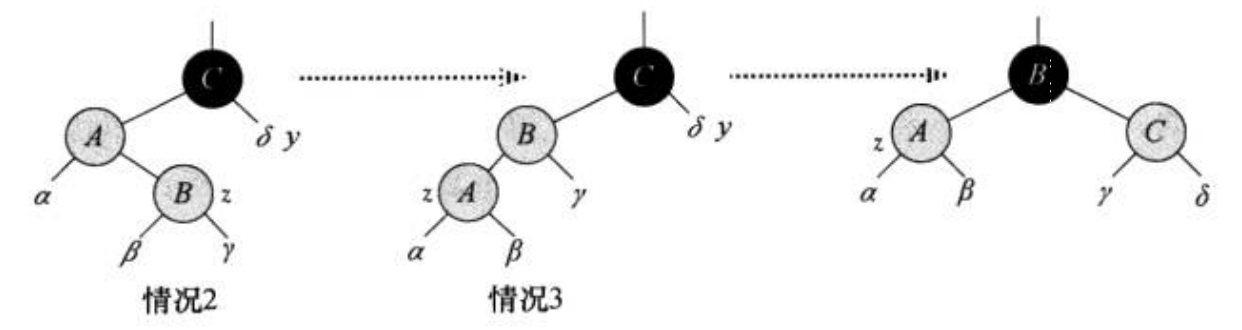 C C B
A δ y B δ y z A C
α B z z A γ α β γ δ
β γ α β
情况2 情况3